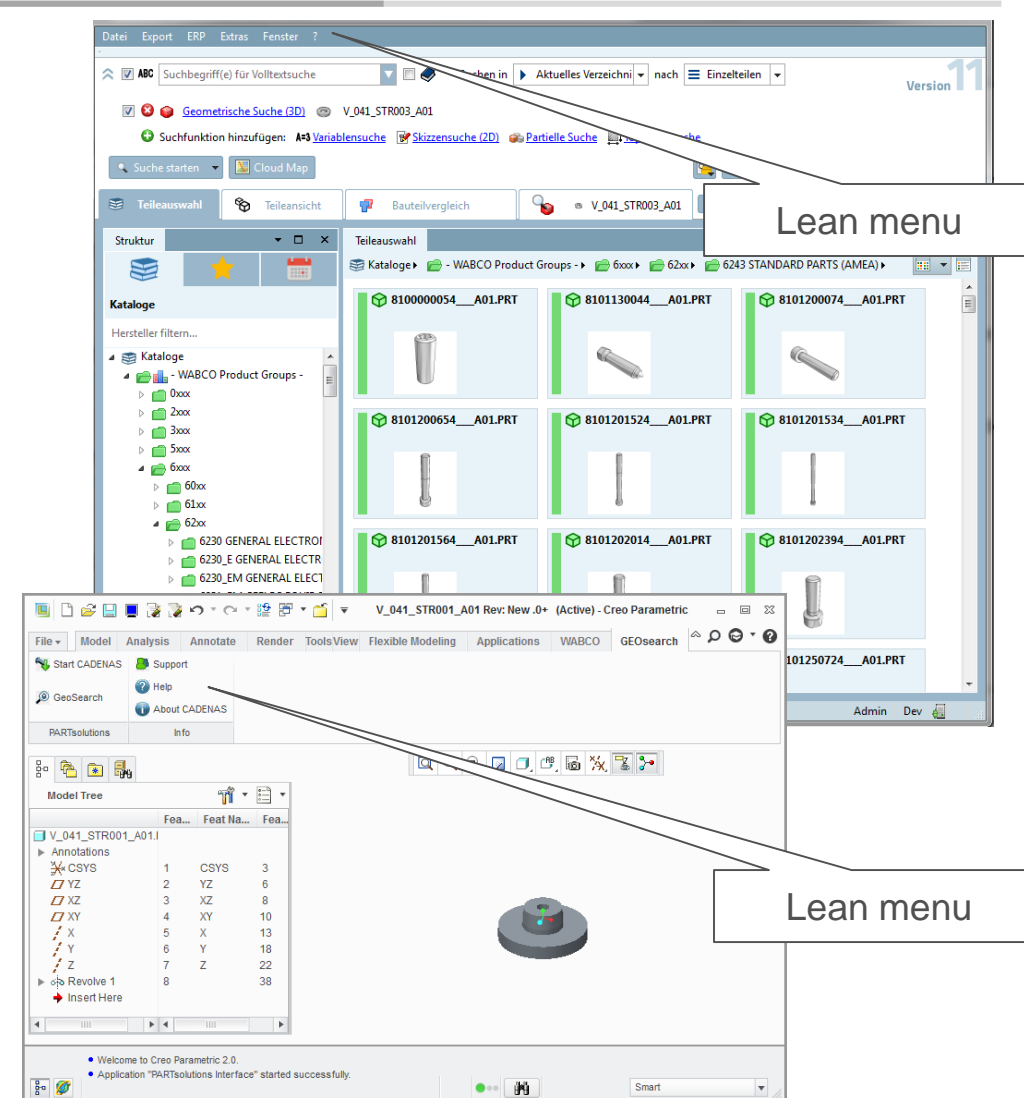 Datei Export ERP Extras Fenster ?
ABC Suchbegriff(e) für Volltextsuche Aktuelles Verzeichni nach Einzelteilen
Version 11
Geometrische Suche (3D) V_041_STR003_A01
Suchfunktion hinzufügen: A=3 Variablensuche Skizzensuche (2D) Partielle Suche
Suche starten Cloud Map
Lean menu
Teileauswahl Teileansicht Bauteilvergleich V_041_STR003_A01
Struktur
Teileauswahl
Kataloge - WABCO Product Groups - 6xxx 62xx 6243 STANDARD PARTS (AMEA)
Kataloge
Hersteller filtern...
Kataloge
- WABCO Product Groups -
0xxx
2xxx
3xxx
5xxx
6xxx
60xx
61xx
62xx
6230 GENERAL ELECTRON
6230_E GENERAL ELECTR
6230_EM GENERAL ELECT
8100000054___A01.PRT 8101130044___A01.PRT 8101200074___A01.PRT
8101200654___A01.PRT 8101201524___A01.PRT 8101201534___A01.PRT
8101201564___A01.PRT 8101202014___A01.PRT 8101202394___A01.PRT
101250724___A01.PRT
Admin Dev
V_041_STR001_A01 Rev: New .0+ (Active) - Creo Parametric
File Model Analysis Annotate Render Tools View Flexible Modeling Applications WABCO GEOsearch
Start CADENAS Support
Help
GeoSearch
About CADENAS
PARTsolutions Info
Model Tree
Fea... Feat Na... Fea...
V_041_STR001_A01.I
Annotations
CSYS 1 CSYS 3
YZ 2 YZ 6
XZ 3 XZ 8
XY 4 XY 10
X 5 X 13
Y 6 Y 18
Z 7 Z 22
Revolve 1 8 38
Insert Here
Lean menu
Welcome to Creo Parametric 2.0.
Application "PARTsolutions Interface" started successfully.
Smart